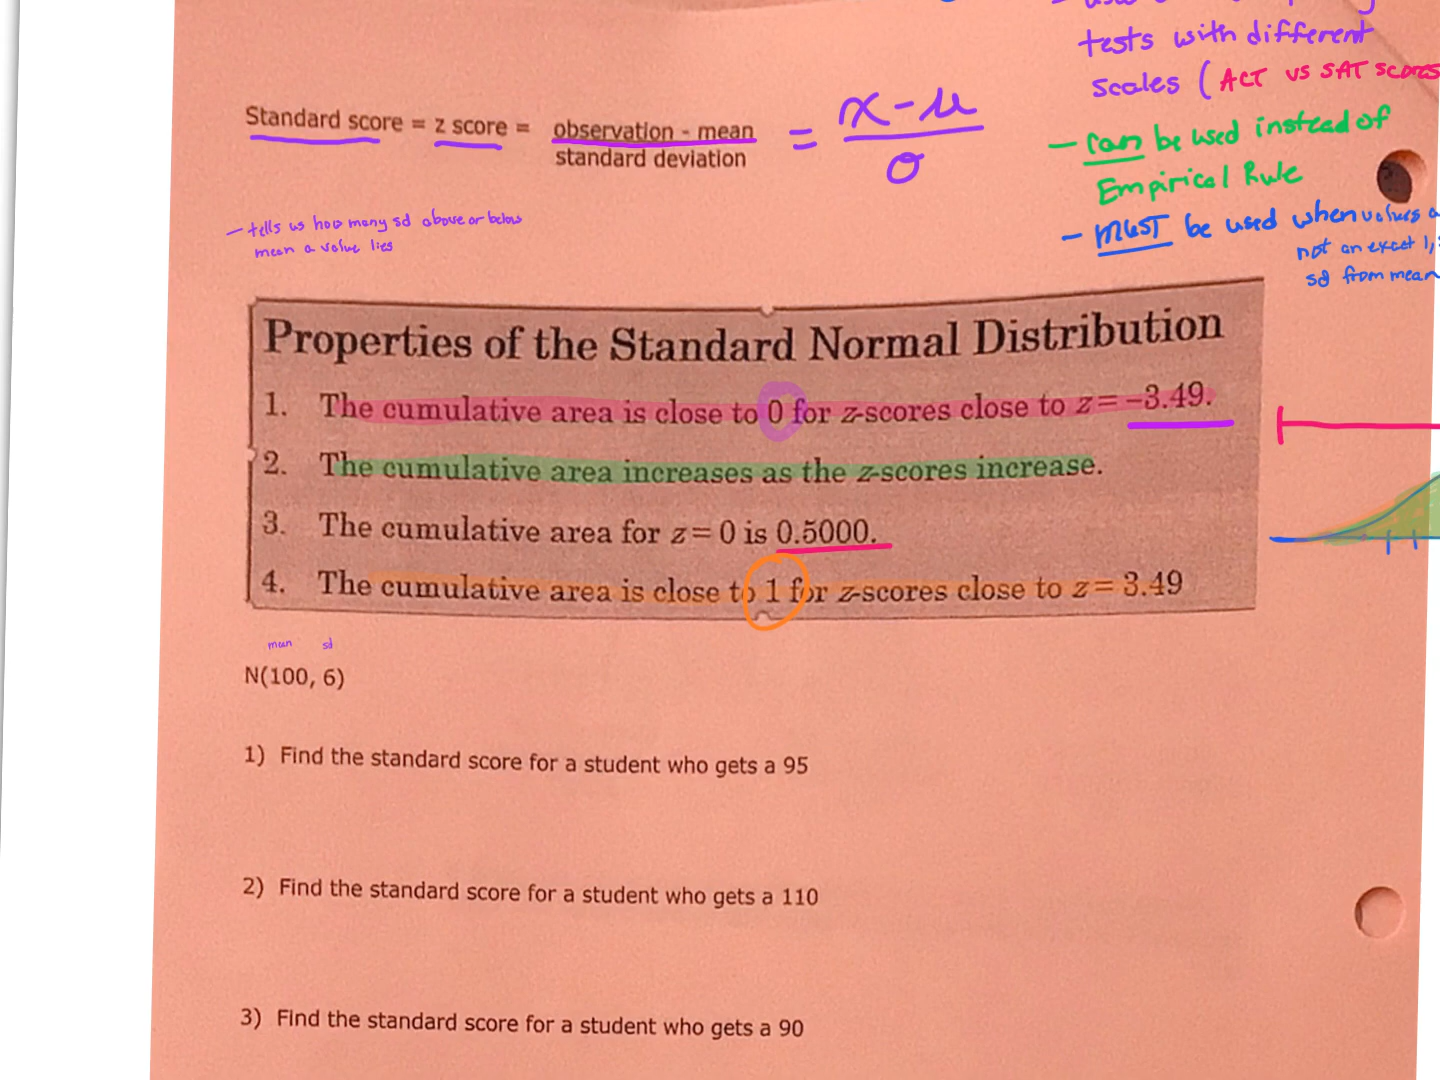 tests with different
scales (ACT vs SAT scores
Standard score = z score = observation - mean
standard deviation
= x - μ
σ
– can be used instead of
Empirical Rule
– MUST be used when values
not an exact 1,
sd from mean
– tells us how many sd above or below
mean a value lies
Properties of the Standard Normal Distribution
1. The cumulative area is close to 0 for z-scores close to z = −3.49.
2. The cumulative area increases as the z-scores increase.
3. The cumulative area for z = 0 is 0.5000.
4. The cumulative area is close to 1 for z-scores close to z = 3.49
mean sd
N(100, 6)
1) Find the standard score for a student who gets a 95
2) Find the standard score for a student who gets a 110
3) Find the standard score for a student who gets a 90